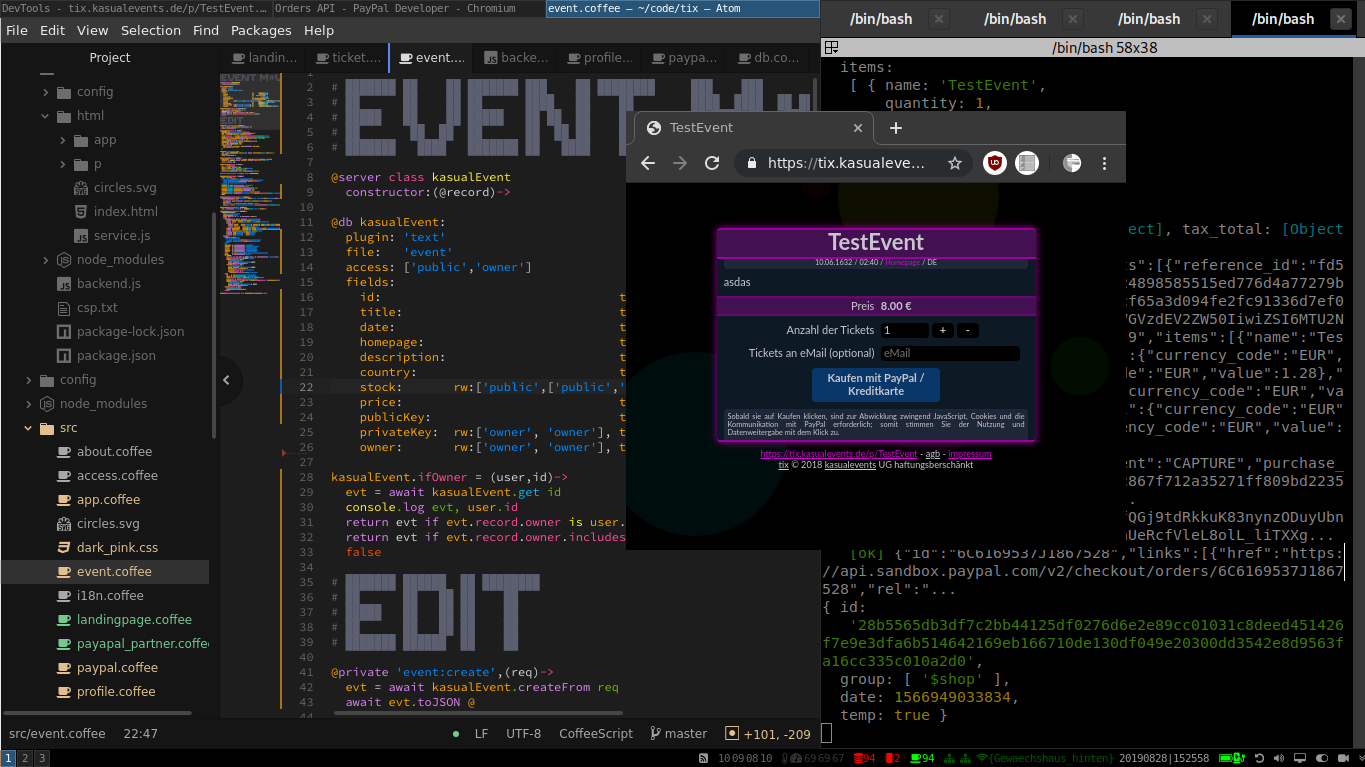 DevTools - tix.kasualevents.de/p/TestEvent....
Orders API - PayPal Developer - Chromium
event.coffee — ~/code/tix — Atom
/bin/bash
/bin/bash
/bin/bash
/bin/bash
File Edit View Selection Find Packages Help
/bin/bash 58x38
Project
config
html
app
p
circles.svg
index.html
service.js
node_modules
backend.js
csp.txt
package-lock.json
package.json
config
node_modules
src
about.coffee
access.coffee
app.coffee
circles.svg
dark_pink.css
event.coffee
i18n.coffee
landingpage.coffee
payapal_partner.coffe
paypal.coffee
profile.coffee
landin...
ticket....
event....
backe...
profile...
paypa...
db.co...
EVENT
EDIT
8 @server class kasualEvent
9 constructor:(@record)->
10
11 @db kasualEvent:
12 plugin: 'text'
13 file: 'event'
14 access: ['public','owner']
15 fields:
16 id: t
17 title: t
18 date: t
19 homepage: t
20 description: t
21 country: t
22 stock: rw:['public',['public','
23 price: t
24 publicKey: t
25 privateKey: rw:['owner', 'owner'], t
26 owner: rw:['owner', 'owner'], t
27
28 kasualEvent.ifOwner = (user,id)->
29 evt = await kasualEvent.get id
30 console.log evt, user.id
31 return evt if evt.record.owner is user.
32 return evt if evt.record.owner.includes
33 false
34
35 #
36 #
37 #
38 #
39 #
40
41 @private 'event:create',(req)->
42 evt = await kasualEvent.createFrom req
43 await evt.toJSON @
44
src/event.coffee 22:47
LF UTF-8 CoffeeScript master +101, -209
TestEvent
https://tix.kasualeve...
TestEvent
10.06.1632 / 02:40 / Homepage / DE
asdas
Preis 8.00 €
Anzahl der Tickets 1 + -
Tickets an eMail (optional) eMail
Kaufen mit PayPal /
Kreditkarte
Sobald sie auf Kaufen klicken, sind zur Abwicklung zwingend JavaScript, Cookies und die
Kommunikation mit PayPal erforderlich; somit stimmen Sie der Nutzung und
Datenweitergabe mit dem Klick zu.
https://tix.kasualevents.de/p/TestEvent - agb - impressum
tix © 2018 kasualevents UG haftungsberschänkt
items:
[ { name: 'TestEvent',
quantity: 1,
ect], tax_total: [Object
ts":[{"reference_id":"fd5
c4898585515ed776d4a77279b
cf65a3d094fe2fc91336d7ef0
VGVzdEV2ZW50IiwiZSI6MTU2N
9","items":[{"name":"Tes
:{"currency_code":"EUR",
de":"EUR","value":1.28},"
currency_code":"EUR","va
":{"currency_code":"EUR"
ency_code":"EUR","value":
ent":"CAPTURE","purchase_
c867f712a35271ff809bd2235
QGj9tdRkkuK83nynzODuyUbn
UeRcfVleL8olL_liTXXg...
[ok] {"id":"6C6169537J1867528","links":[{"href":"https:
//api.sandbox.paypal.com/v2/checkout/orders/6C6169537J1867
528","rel":"...
{ id:
'28b5565db3df7c2bb44125df0276d6e2e89cc01031c8deed451426
f7e9e3dfa6b514642169eb166710de130df049e20300dd3542e8d9563f
a16cc335c010a2d0',
group: [ '$shop' ],
date: 1566949033834,
temp: true }
1 2 3
10 09 08 10
69 69 67
94
2
94
(Gewaechshaus_hinten)
20190828|152558